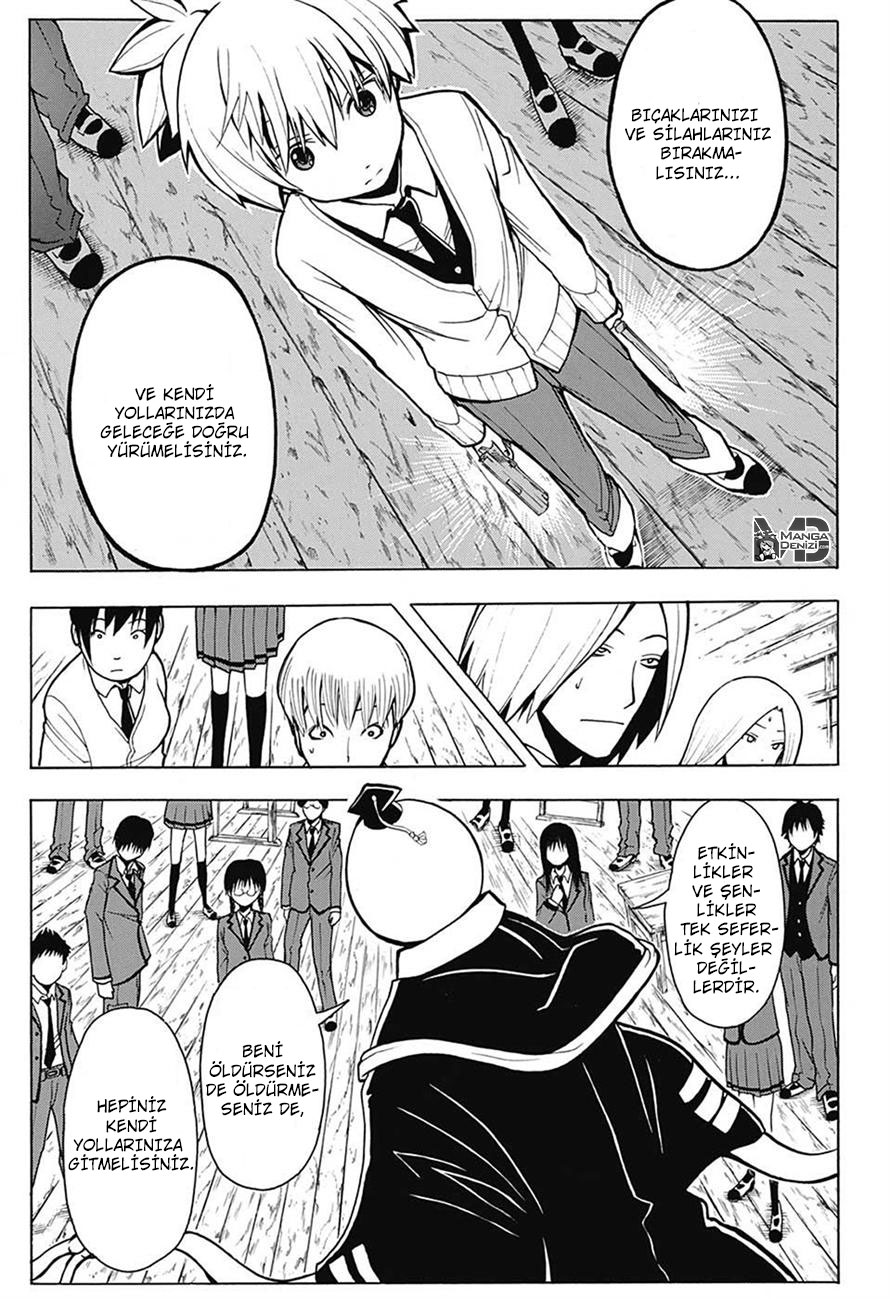 BIÇAKLARINIZI
VE SİLAHLARINIZ
BIRAKMA-
LISINIZ...
VE KENDİ
YOLLARINIZDA
GELECEĞE DOĞRU
YÜRÜMELİSİNİZ.
MANGA
DENİZİ
ETKİN-
LİKLER
VE ŞEN-
LİKLER
TEK SEFER-
LİK ŞEYLER
DEĞİL-
LERDİR.
BENİ
ÖLDÜRSENİZ
DE ÖLDÜRME-
SENİZ DE,
HEPİNİZ
KENDİ
YOLLARINIZA
GİTMELİSİNİZ.